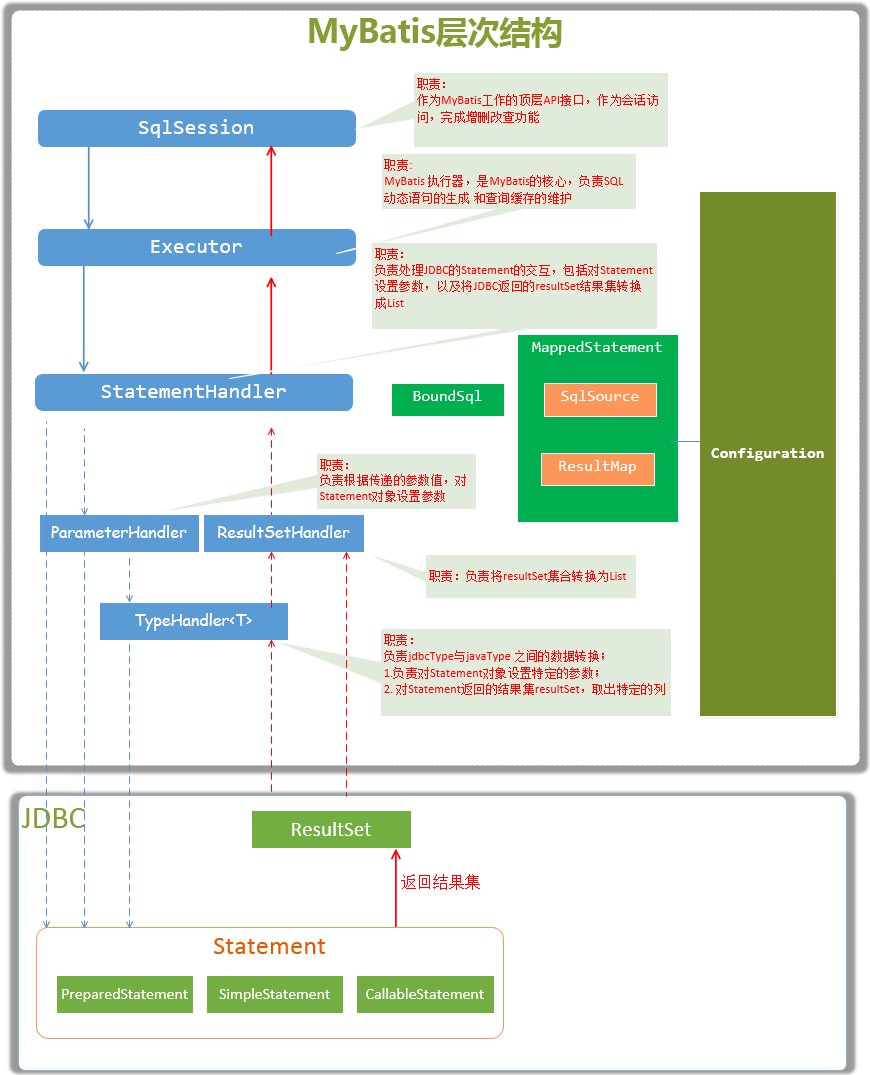 MyBatis层次结构
职责：
作为MyBatis工作的顶层API接口，作为会话访
问，完成增删改查功能
SqlSession
职责:
MyBatis 执行器，是MyBatis的核心，负责SQL
动态语句的生成 和查询缓存的维护
Executor
职责：
负责处理JDBC的Statement的交互，包括对Statement
设置参数，以及将JDBC返回的resultSet结果集转换
成List
MappedStatement
StatementHandler
BoundSql
SqlSource
Configuration
ResultMap
职责：
负责根据传递的参数值，对
Statement对象设置参数
ParameterHandler
ResultSetHandler
职责：负责将resultSet集合转换为List
TypeHandler<T>
职责：
负责jdbcType与javaType 之间的数据转换；
1.负责对Statement对象设置特定的参数；
2. 对Statement返回的结果集resultSet，取出特定的列
JDBC
ResultSet
返回结果集
Statement
PreparedStatement
SimpleStatement
CallableStatement